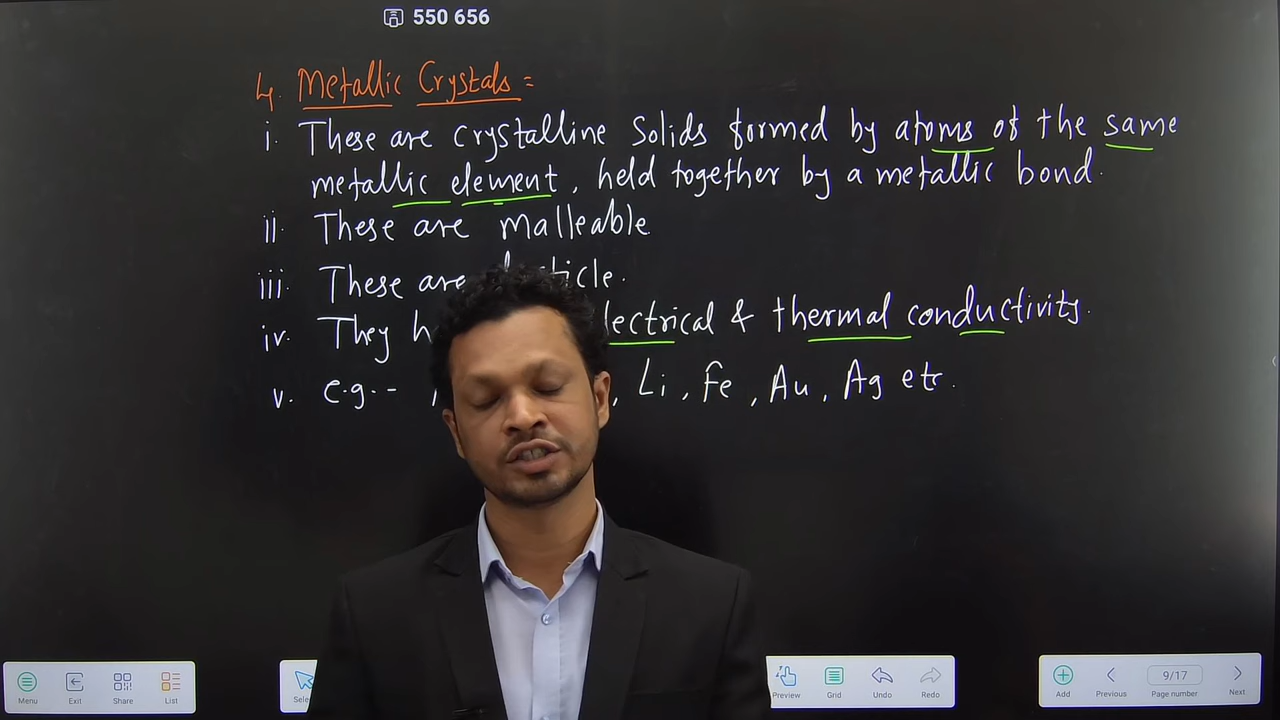 550 656
4. Metallic Crystals =
i. These are crystalline Solids formed by atoms of the same
metallic element, held together by a metallic bond.
ii. These are malleable
iii. These are
iv. They & thermal conductivity.
v. e.g.- , Li, Fe, Au, Ag etc.
Menu Exit Share List
Preview Grid Undo Redo
Add Previous 9/17 Page number Next